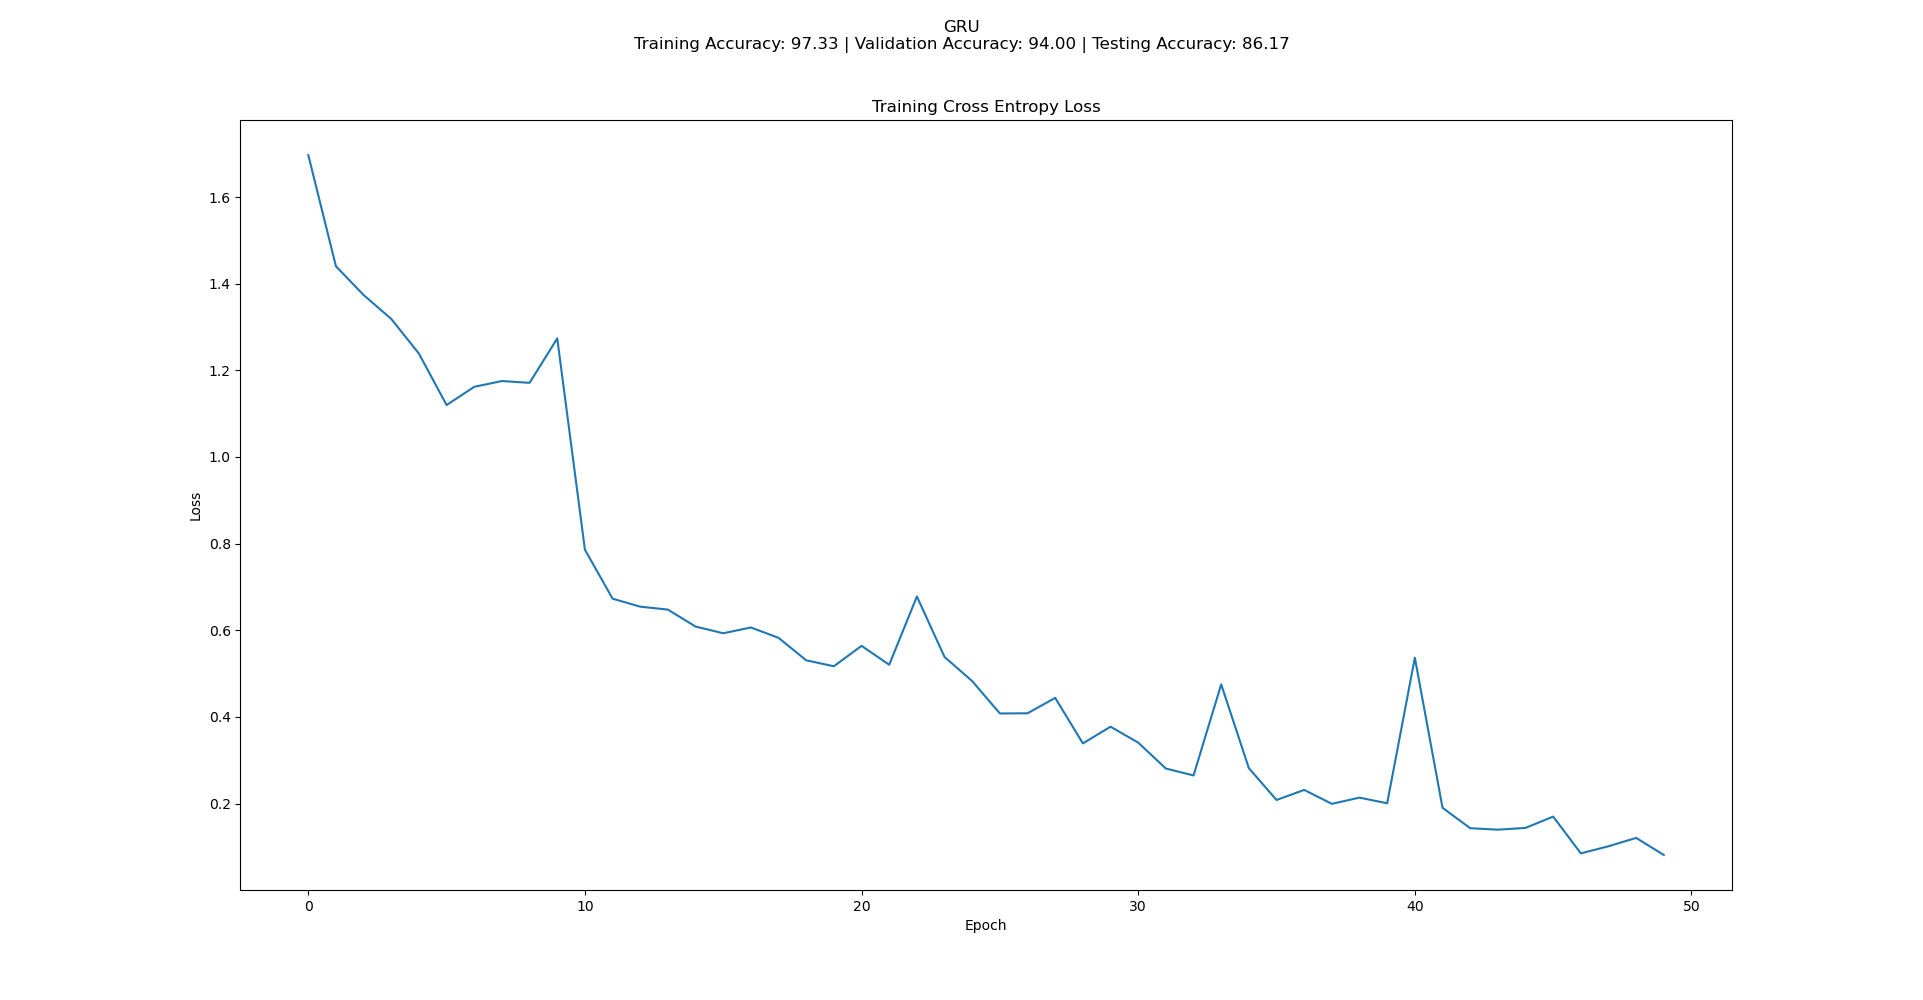 GRU
Training Accuracy: 97.33 | Validation Accuracy: 94.00 | Testing Accuracy: 86.17
Training Cross Entropy Loss
1.6
1.4
1.2
1.0
0.8
0.6
0.4
0.2
Loss
0 10 20 30 40 50
Epoch